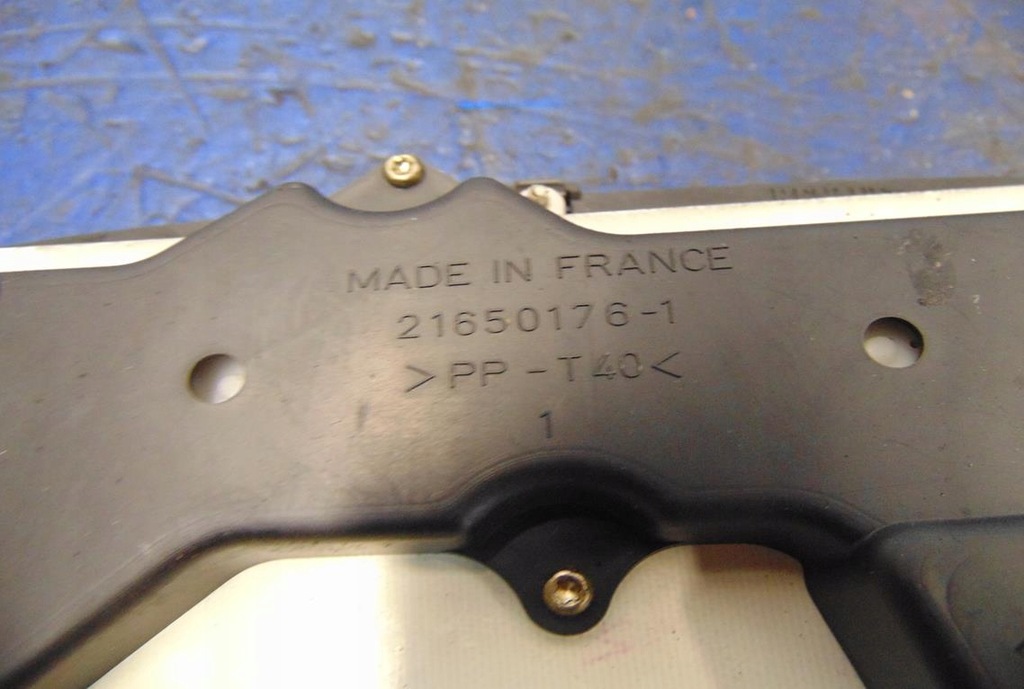 MADE IN FRANCE
21650176-1
>PP-T40<
1